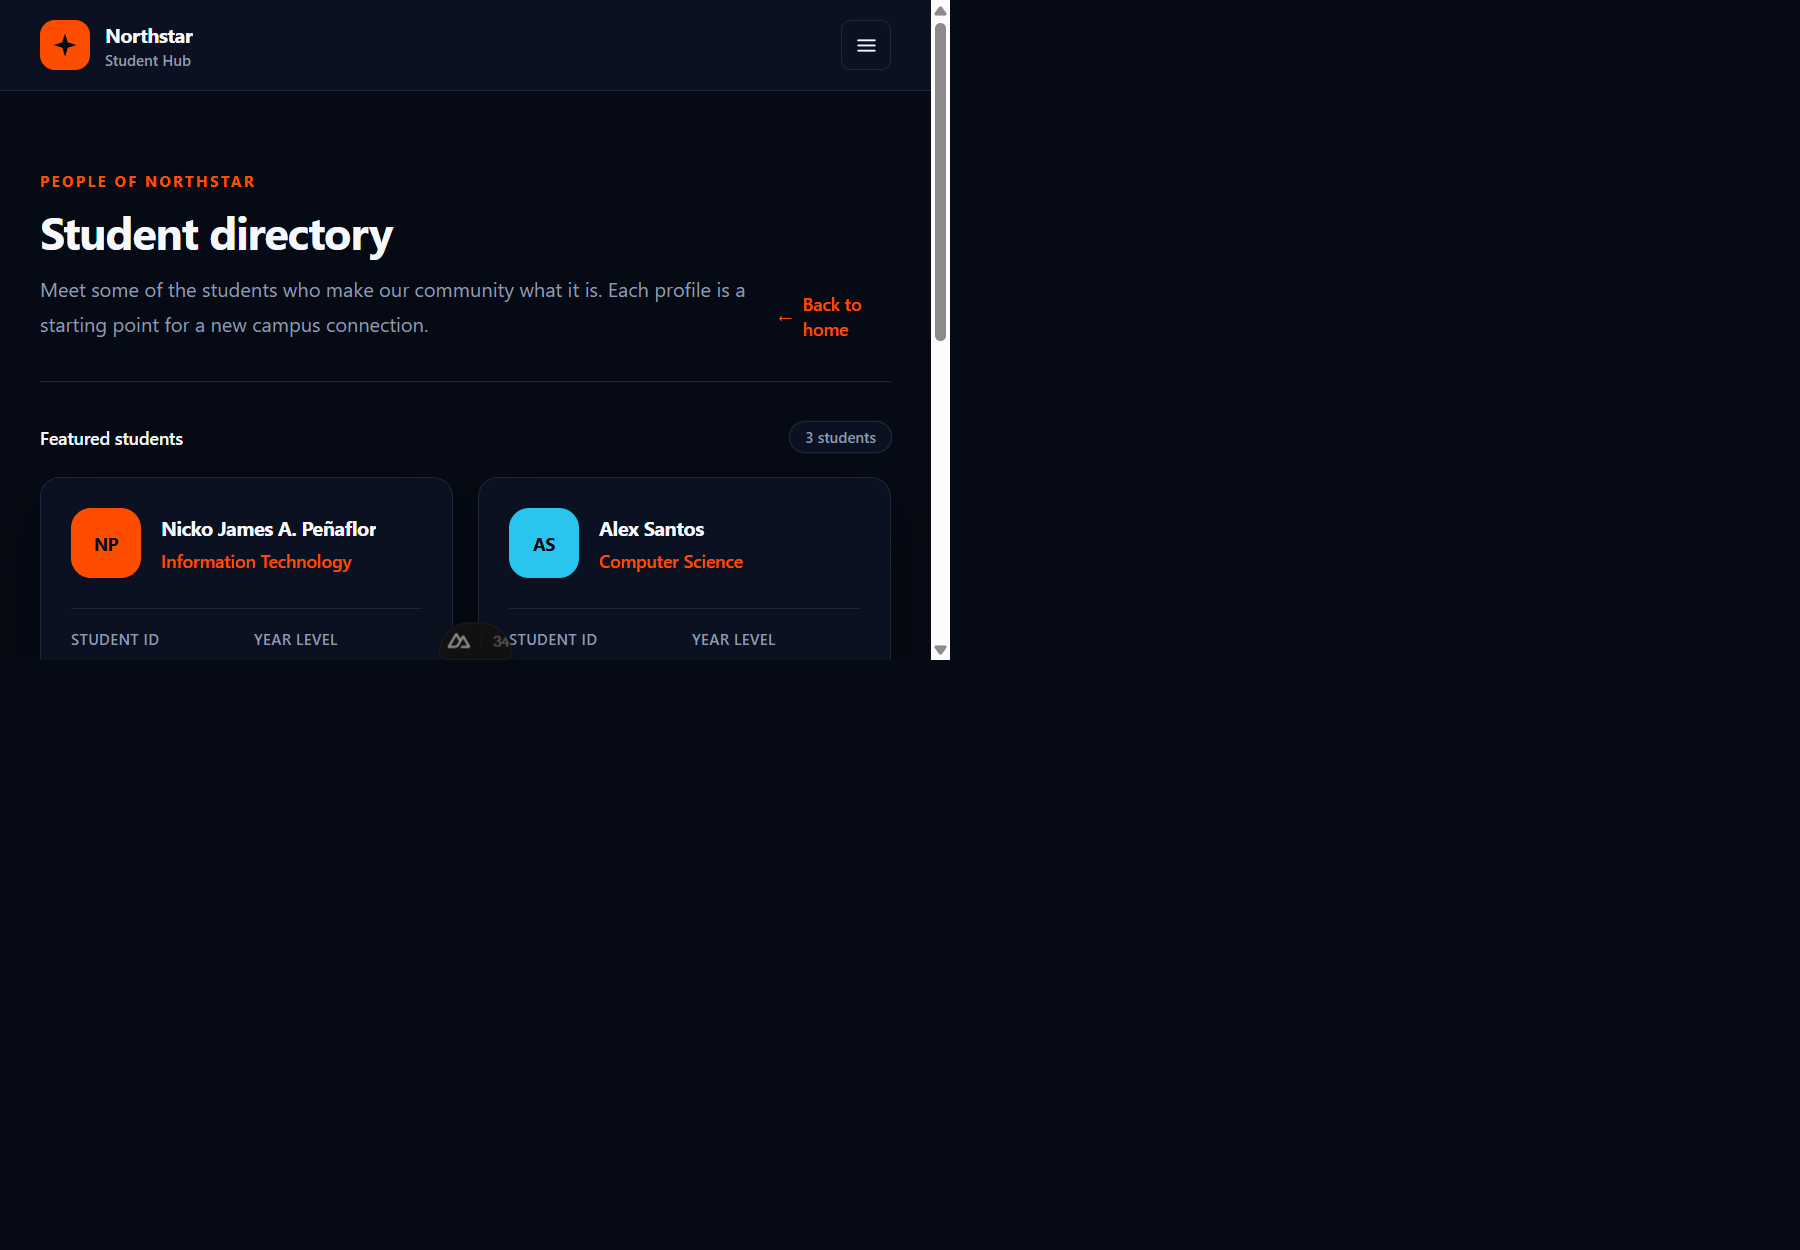 Northstar
Student Hub
PEOPLE OF NORTHSTAR
Student directory
Meet some of the students who make our community what it is. Each profile is a
starting point for a new campus connection.
← Back to
home
Featured students
3 students
NP
Nicko James A. Peñaflor
Information Technology
STUDENT ID
YEAR LEVEL
AS
Alex Santos
Computer Science
STUDENT ID
YEAR LEVEL
34